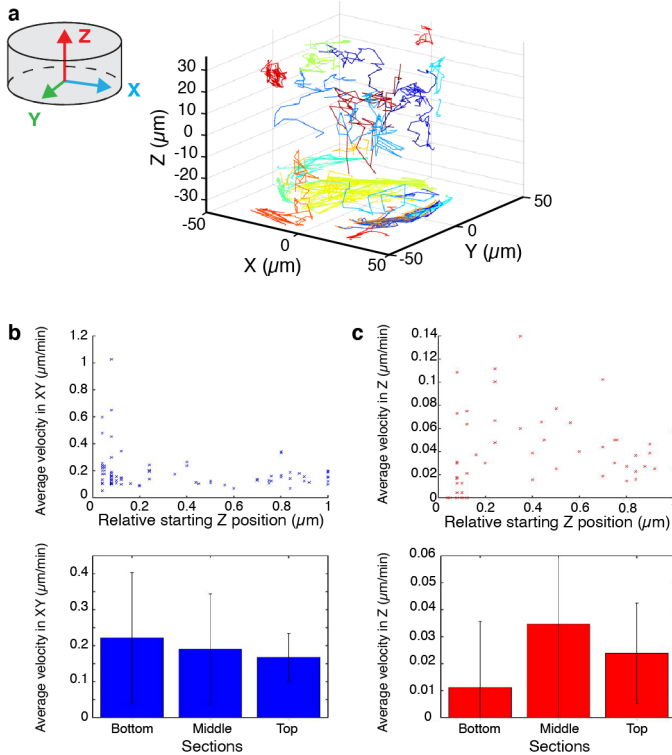 a
Z
X
Y
Z (µm)
30
20
10
0
-10
-20
-30
-50
0
50
X (µm)
-50
0
50
Y (µm)
b
Average velocity in XY (µm/min)
1.2
1
0.8
0.6
0.4
0.2
0
0
0.2
0.4
0.6
0.8
1
Relative starting Z position (µm)
c
Average velocity in Z (µm/min)
0.14
0.12
0.10
0.08
0.06
0.04
0.02
0
0
0.2
0.4
0.6
0.8
Relative starting Z position (µm)
Average velocity in XY (µm/min)
0.4
0.3
0.2
0.1
0
Bottom Middle Top
Sections
Average velocity in Z (µm/min)
0.06
0.05
0.04
0.03
0.02
0.01
0
Bottom Middle Top
Sections